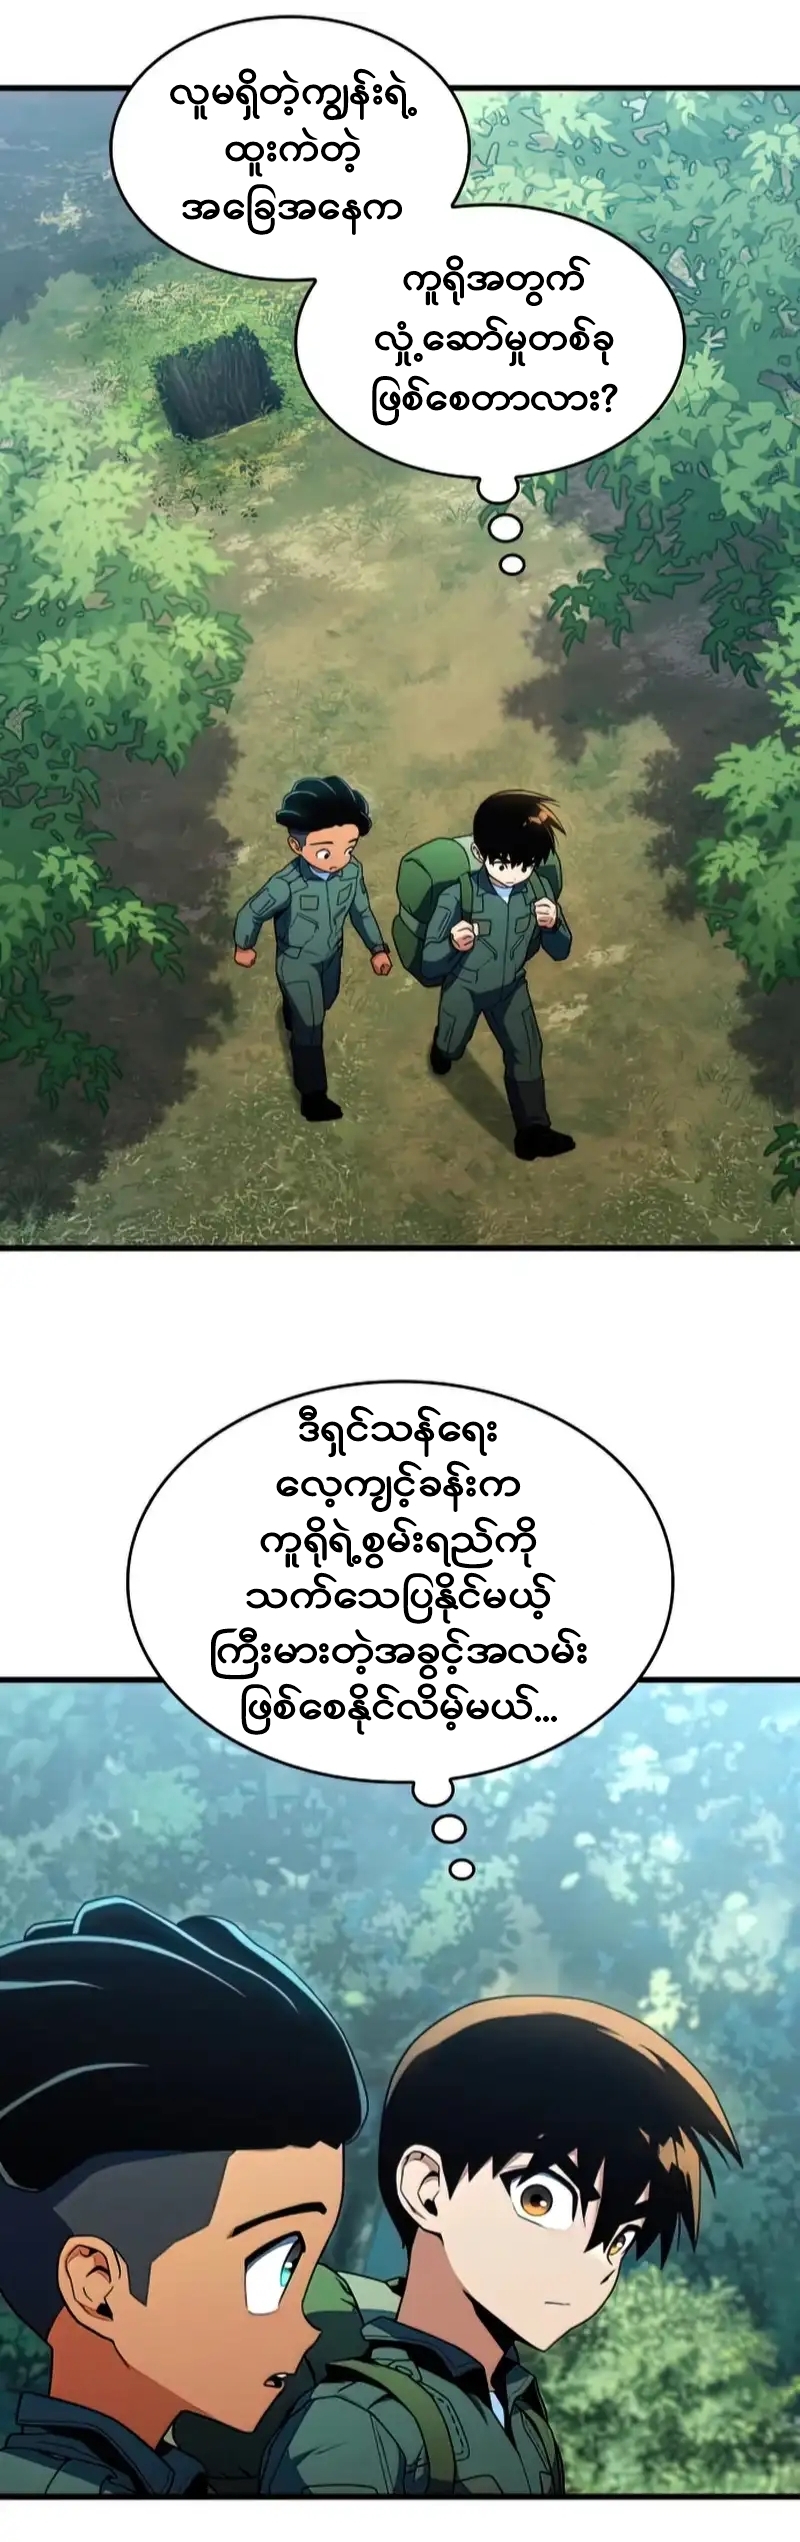 လူမရှိတဲ့ကျွန်းရဲ့
ထူးကဲတဲ့
အခြေအနေက
ကူရိုအတွက်
လှုံ့ဆော်မှုတစ်ခု
ဖြစ်စေတာလား?
ဒီရှင်သန်ရေး
လေ့ကျင့်ခန်းက
ကူရိုရဲ့စွမ်းရည်ကို
သက်သေပြနိုင်မယ့်
ကြီးမားတဲ့အခွင့်အလမ်း
ဖြစ်စေနိုင်လိမ့်မယ်...